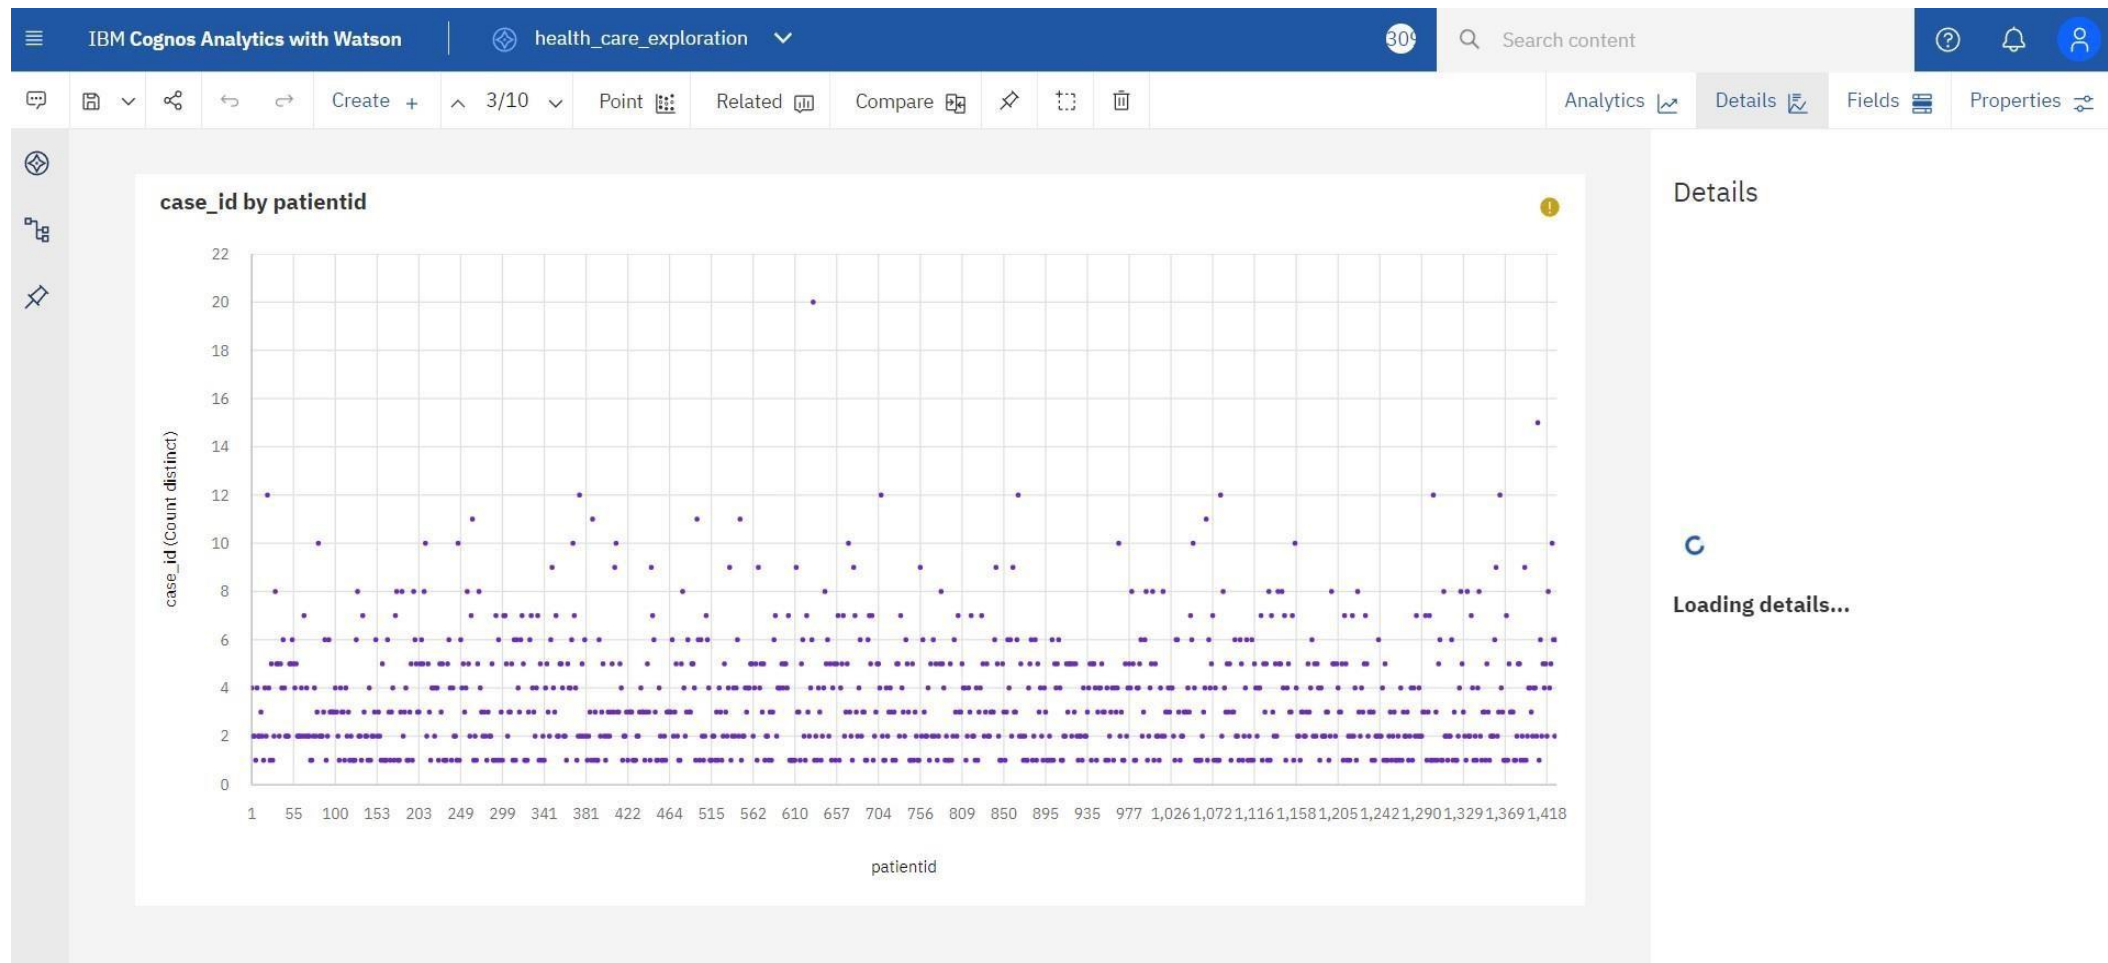 IBM Cognos Analytics with Watson
health_care_exploration
Search content
Create +
3/10
Point
Related
Compare
Analytics
Details
Fields
Properties
case_id by patientid
22
20
18
16
14
12
10
8
6
4
2
0
case_id (Count distinct)
1 55 100 153 203 249 299 341 381 422 464 515 562 610 657 704 756 809 850 895 935 977 1,026 1,072 1,116 1,158 1,205 1,242 1,290 1,329 1,369 1,418
patientid
Details
Loading details...